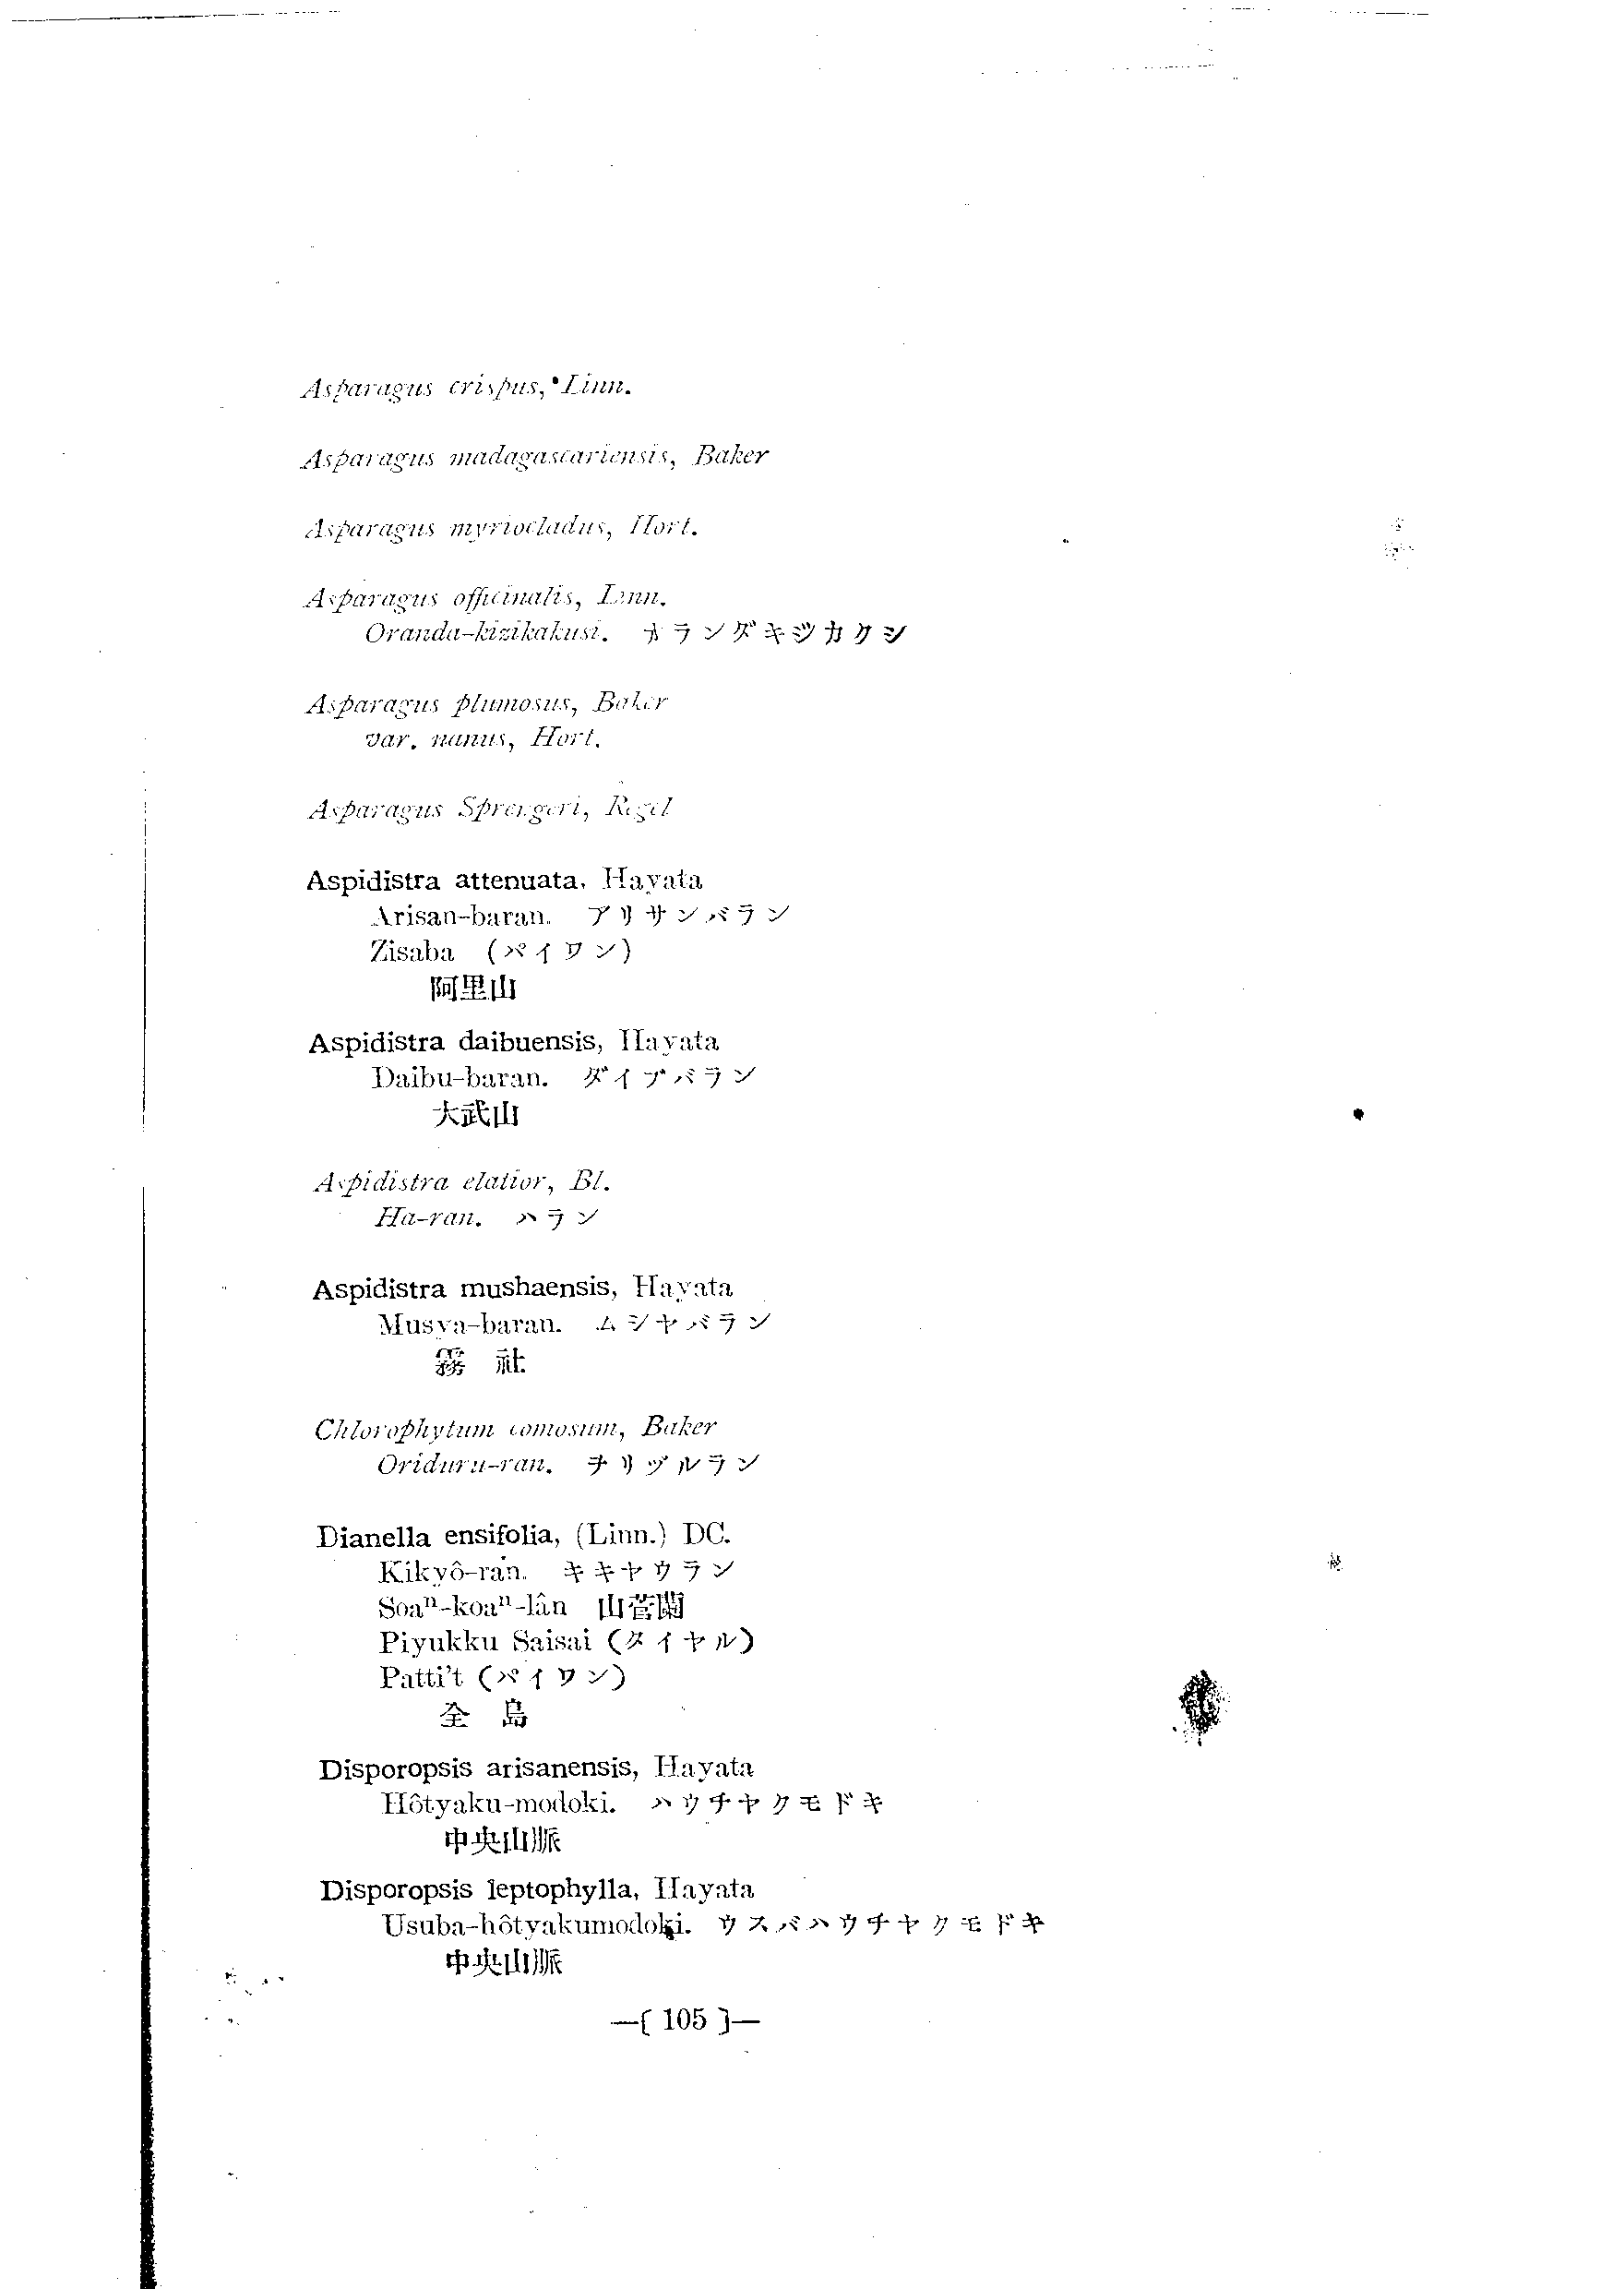 Asparagus crispus, Linn.
Asparagus madagascariensis, Baker
Asparagus myriocladus, Hort.
Asparagus officinalis, Linn.
Oranda-kizikakusi. オランダキジカクシ
Asparagus plumosus, Baker
var. nanus, Hort.
Asparagus Sprengeri, Regel
Aspidistra attenuata, Hayata
Arisan-baran. アリサンバラン
Zisaba (パイワン)
阿里山
Aspidistra daibuensis, Hayata
Daibu-baran. ダイブバラン
大武山
Aspidistra elatior, Bl.
Ha-ran. ハラン
Aspidistra mushaensis, Hayata
Musya-baran. ムシヤバラン
霧 社
Chlorophytum comosum, Baker
Oriduru-ran. ヲリヅルラン
Dianella ensifolia, (Linn.) DC.
Kikyô-ran. キキヤウラン
Soaⁿ-koaⁿ-lân 山菅蘭
Piyukku Saisai (タイヤル)
Patti't (パイワン)
全 島
Disporopsis arisanensis, Hayata
Hôtyaku-modoki. ハウチヤクモドキ
中央山脈
Disporopsis leptophylla, Hayata
Usuba-hôtyakumodoki. ウスバハウチヤクモドキ
中央山脈
—( 105 )—